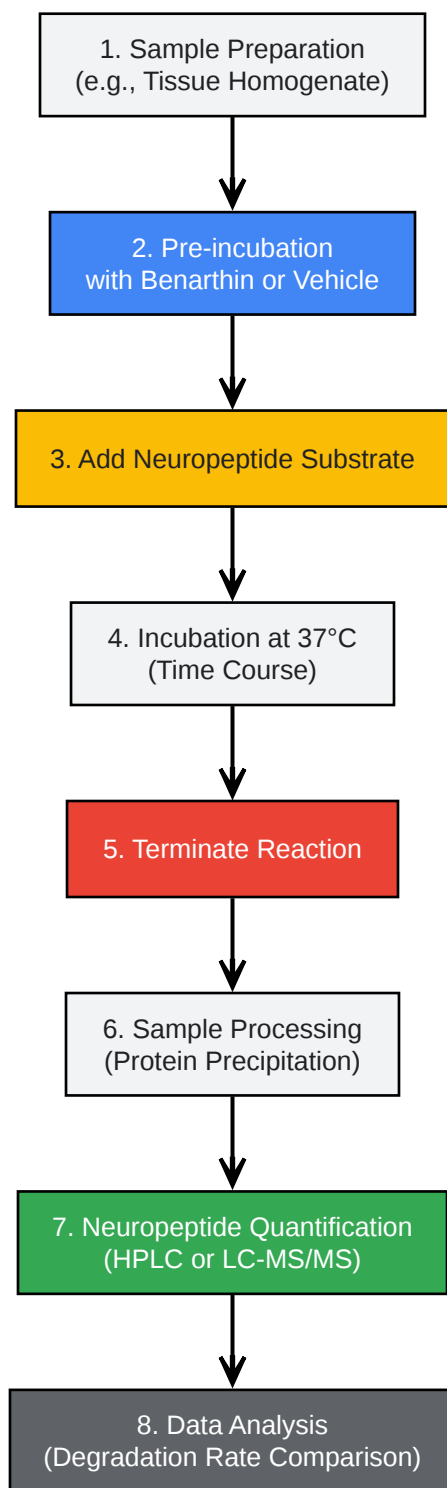 1. Sample Preparation
(e.g., Tissue Homogenate)
2. Pre-incubation
with Benarthin or Vehicle
3. Add Neuropeptide Substrate
4. Incubation at 37°C
(Time Course)
5. Terminate Reaction
6. Sample Processing
(Protein Precipitation)
7. Neuropeptide Quantification
(HPLC or LC-MS/MS)
8. Data Analysis
(Degradation Rate Comparison)